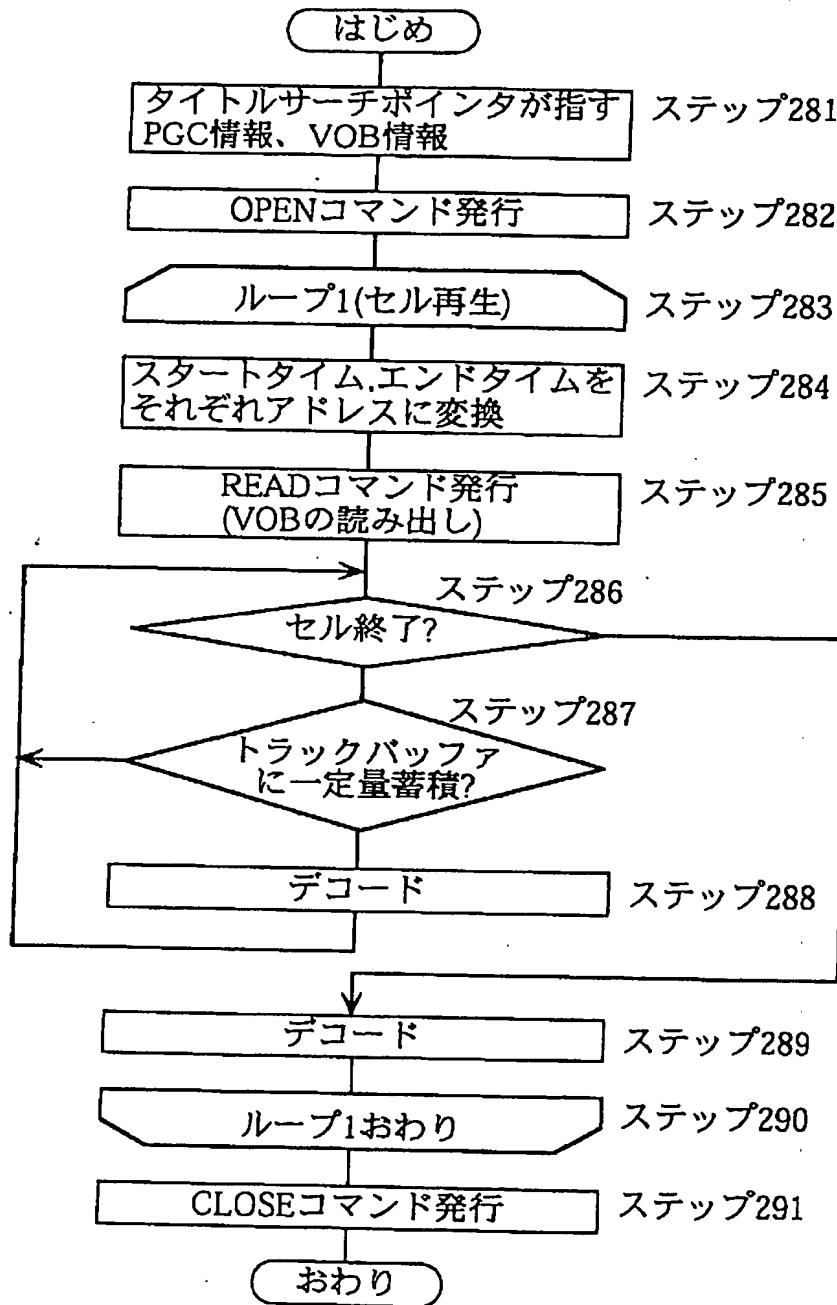 はじめ
タイトルサーチポインタが指す
PGC情報、VOB情報
ステップ281
OPENコマンド発行
ステップ282
ループ1(セル再生)
ステップ283
スタートタイム,エンドタイムを
それぞれアドレスに変換
ステップ284
READコマンド発行
(VOBの読み出し)
ステップ285
ステップ286
セル終了?
ステップ287
トラックバッファ
に一定量蓄積?
デコード
ステップ288
デコード
ステップ289
ループ1おわり
ステップ290
CLOSEコマンド発行
ステップ291
おわり